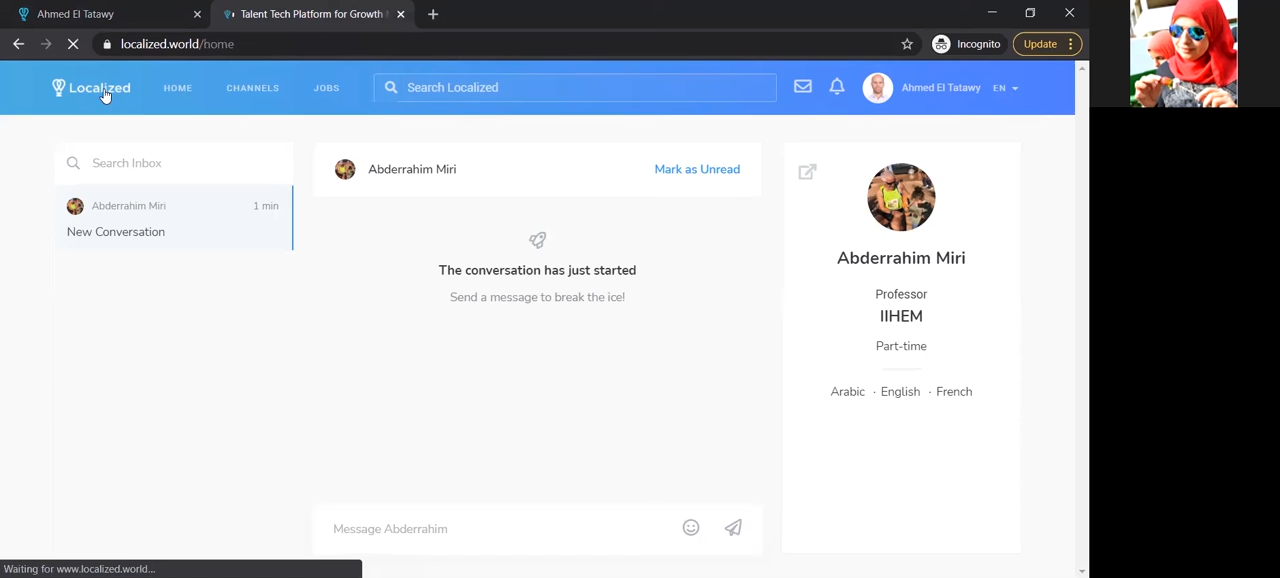 Ahmed El Tatawy
Talent Tech Platform for Growth
localized.world/home
Incognito
Update
Localized
HOME
CHANNELS
JOBS
Search Localized
Ahmed El Tatawy
EN
Search Inbox
Abderrahim Miri
1 min
New Conversation
Abderrahim Miri
Mark as Unread
The conversation has just started
Send a message to break the ice!
Message Abderrahim
Abderrahim Miri
Professor
IIHEM
Part-time
Arabic · English · French
Waiting for www.localized.world...